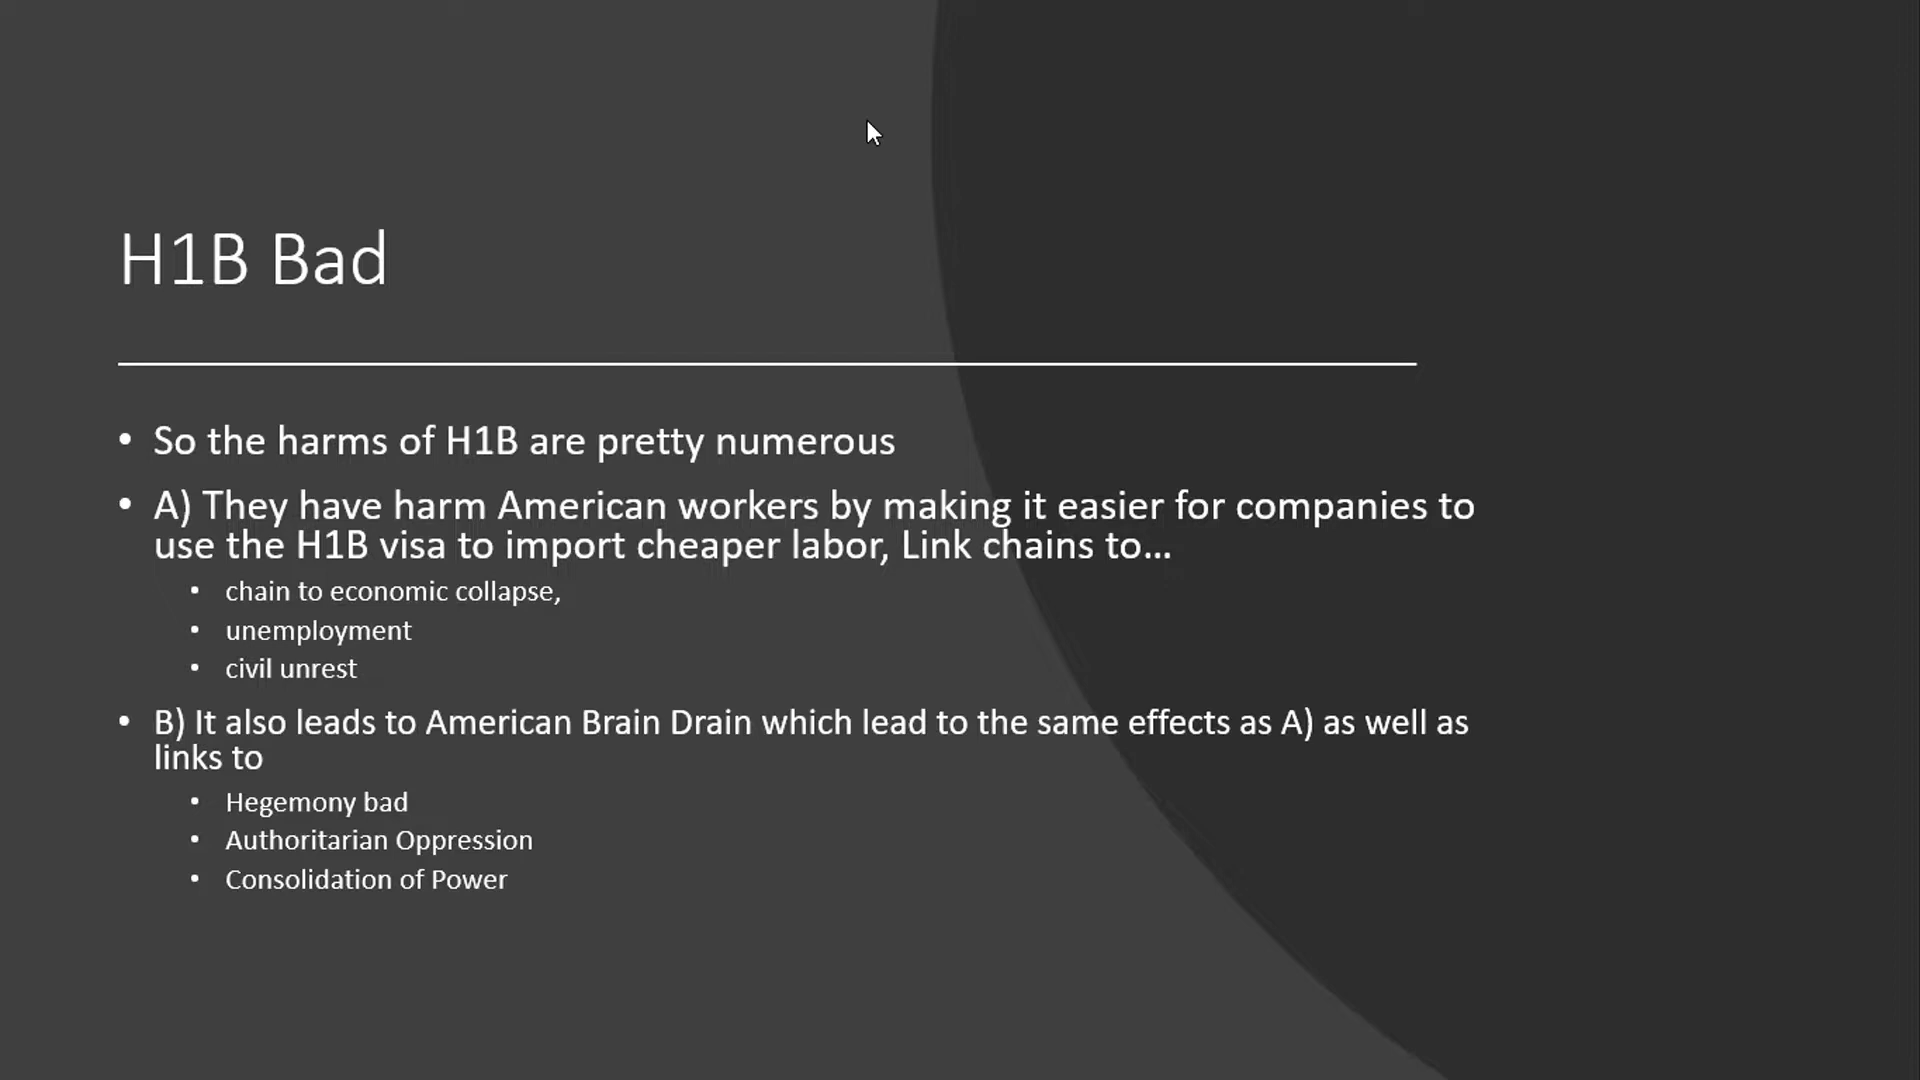 H1B Bad
• So the harms of H1B are pretty numerous
• A) They have harm American workers by making it easier for companies to
use the H1B visa to import cheaper labor, Link chains to...
• chain to economic collapse,
• unemployment
• civil unrest
• B) It also leads to American Brain Drain which lead to the same effects as A) as well as
links to
• Hegemony bad
• Authoritarian Oppression
• Consolidation of Power